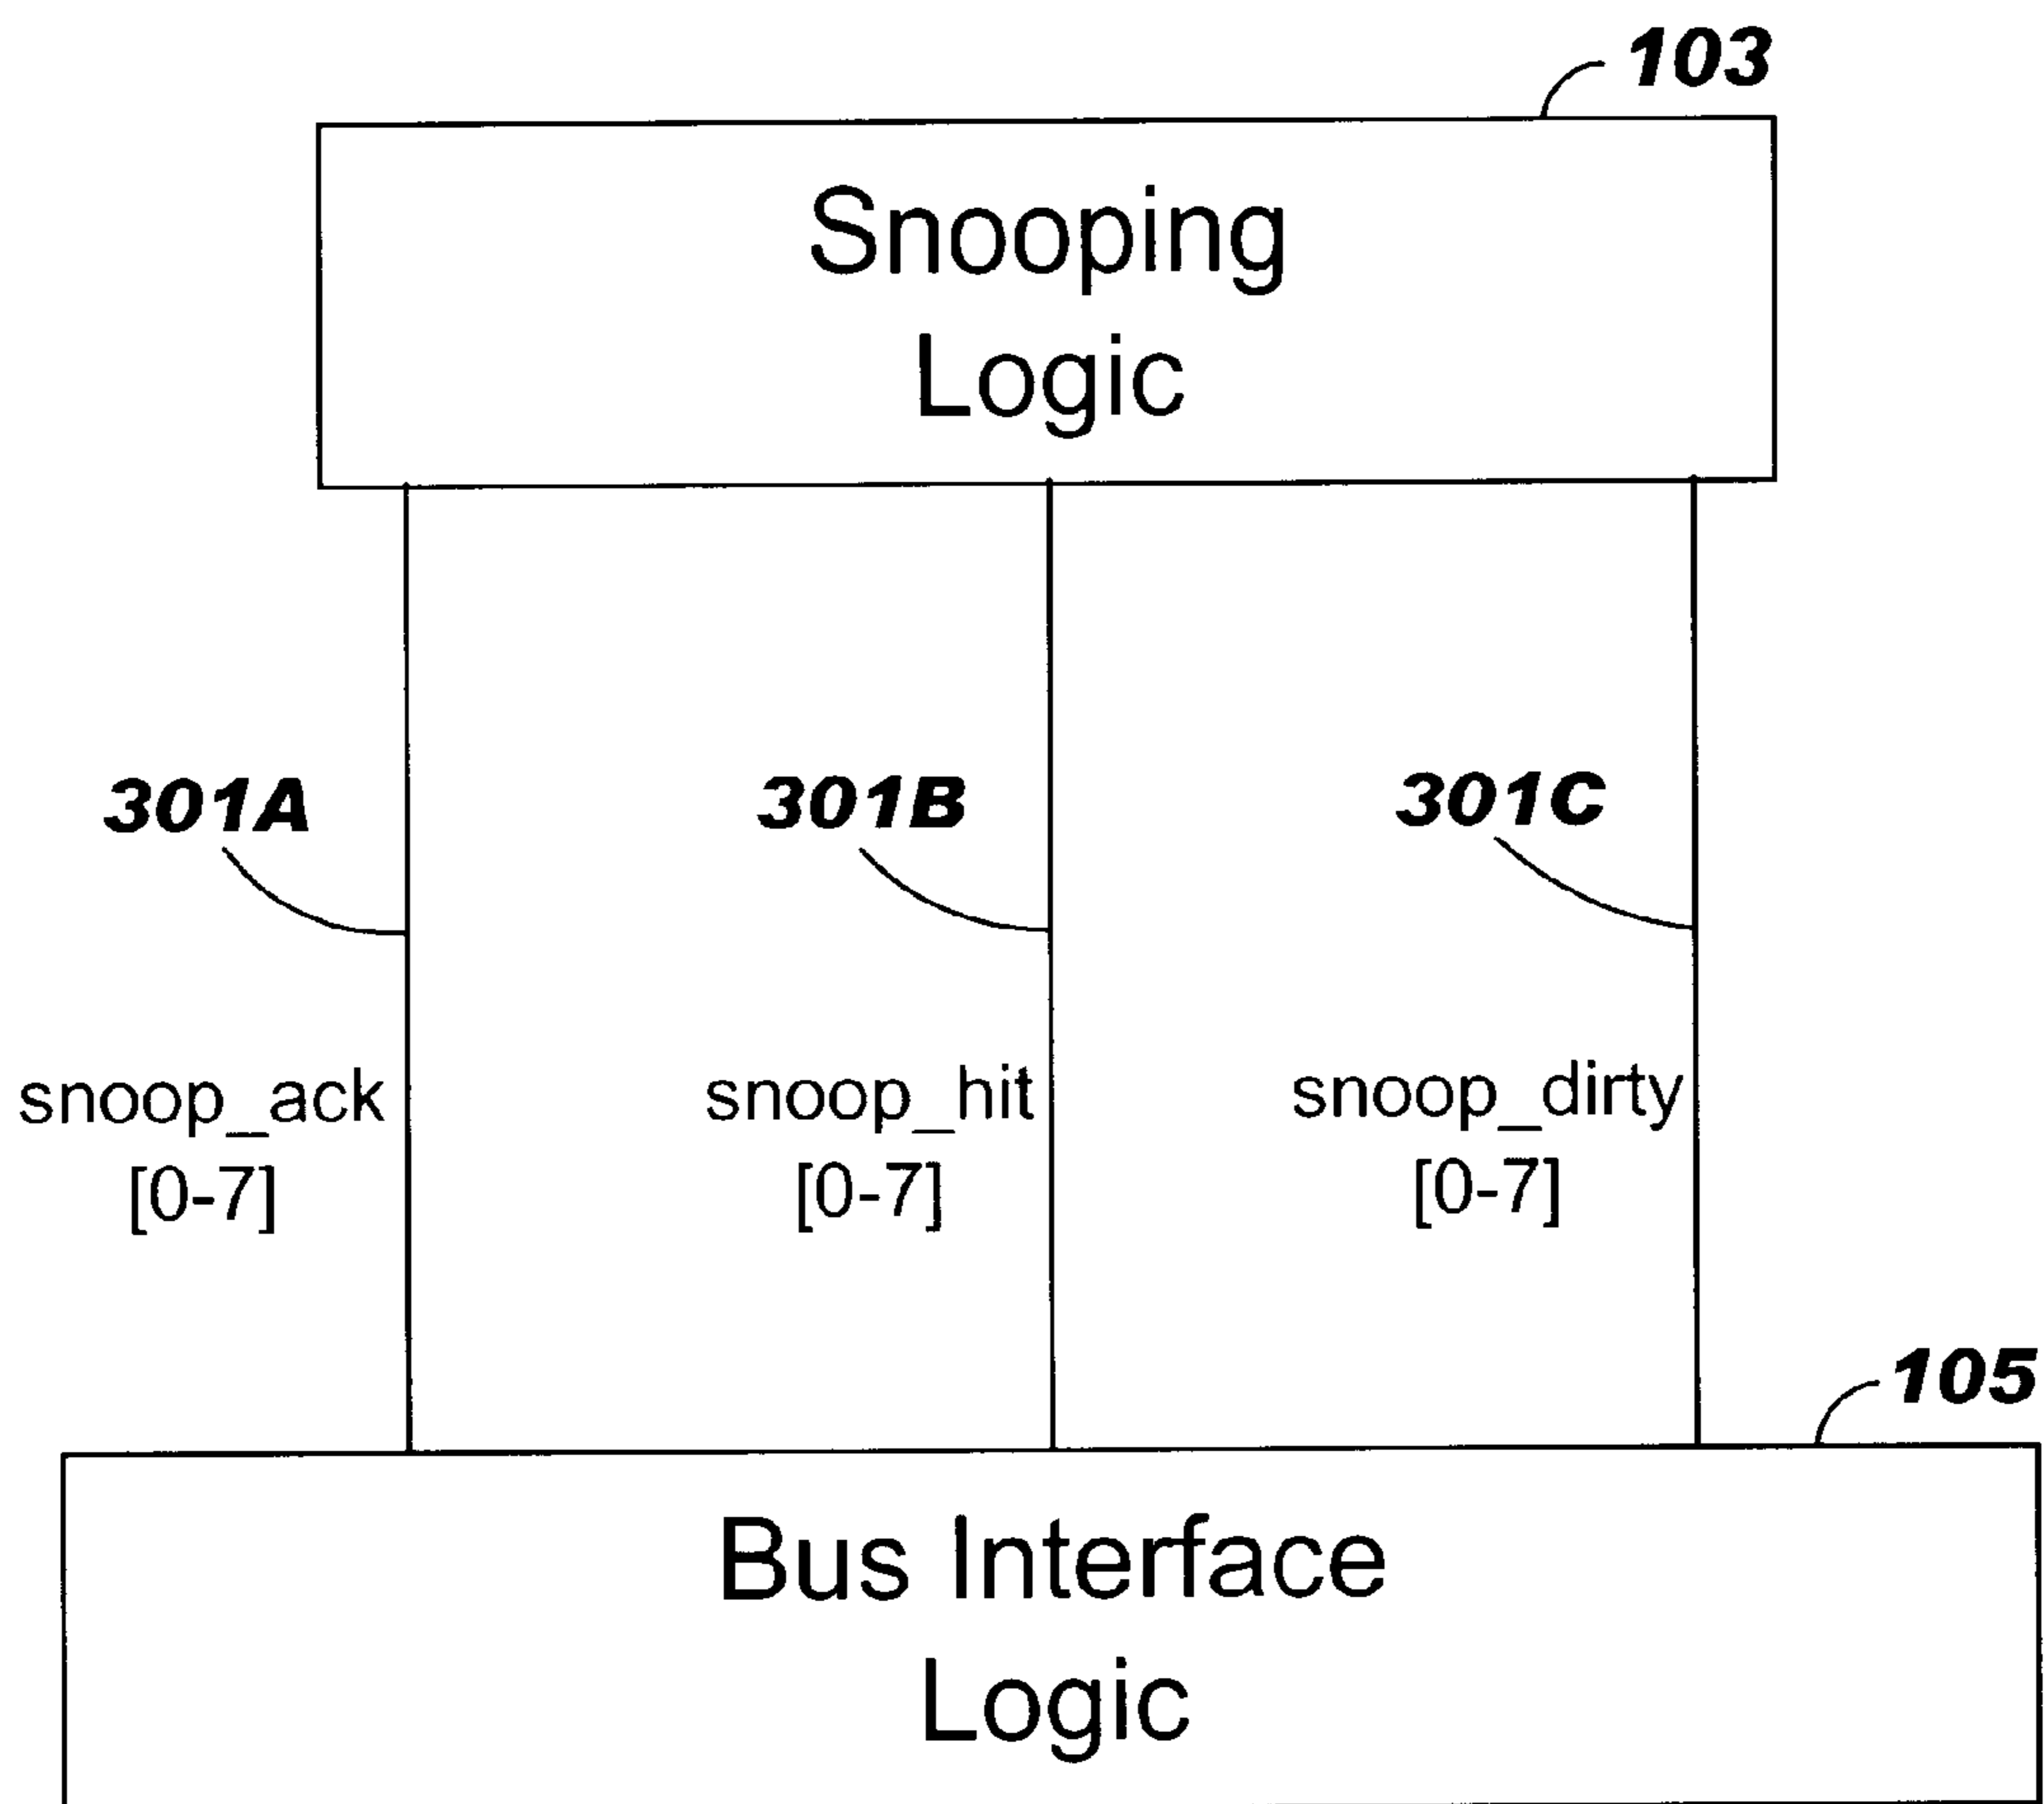 103
Snooping
Logic
301A
301B
301C
snoop_ack
[0-7]
snoop_hit
[0-7]
snoop_dirty
[0-7]
105
Bus Interface
Logic